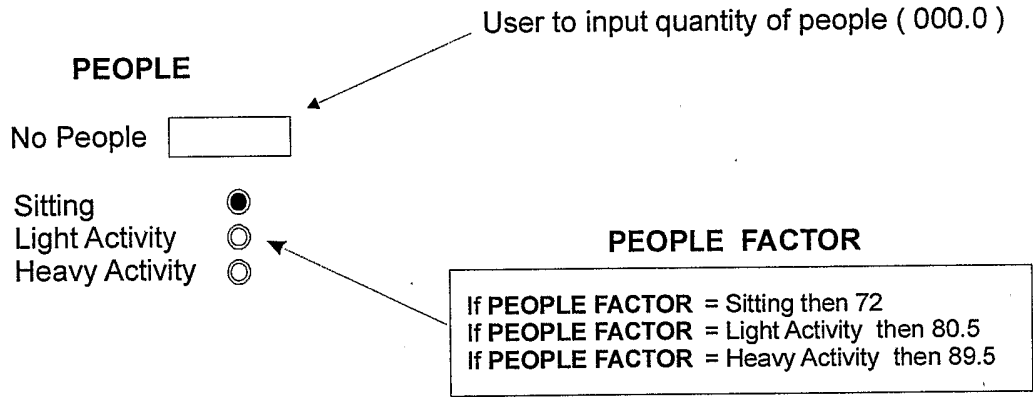 User to input quantity of people ( 000.0 )
PEOPLE
No People
Sitting
Light Activity
Heavy Activity
PEOPLE FACTOR
If PEOPLE FACTOR = Sitting then 72
If PEOPLE FACTOR = Light Activity then 80.5
If PEOPLE FACTOR = Heavy Activity then 89.5